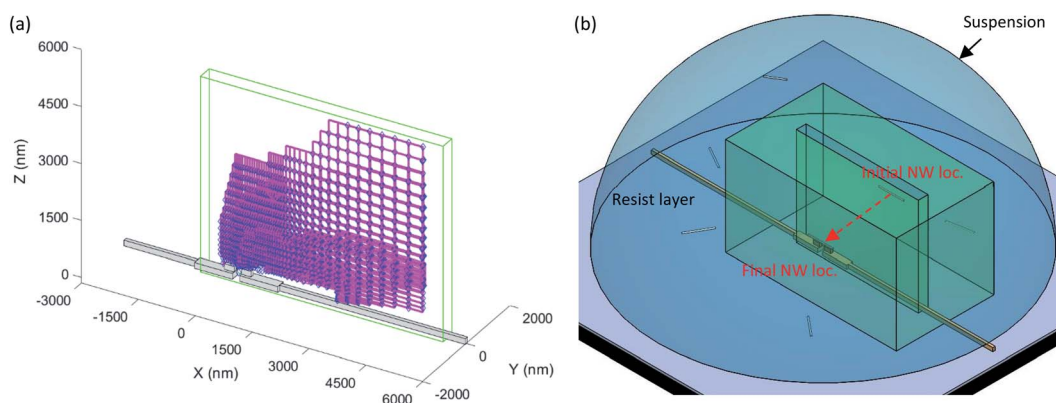 (a)
6000
4500
3000
1500
0
-3000
-1500
0
1500
3000
4500
6000
X (nm)
Z (nm)
2000
0
-2000
Y (nm)
(b)
Suspension
Initial NW loc.
Resist layer
Final NW loc.